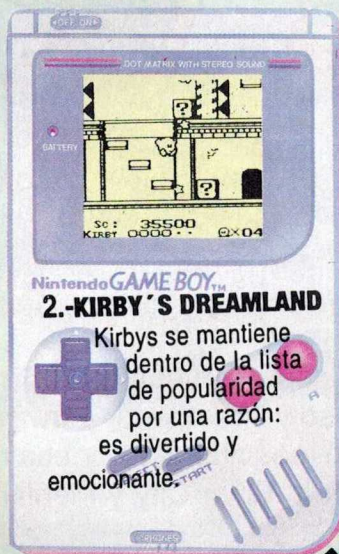 OFF ON
DOT MATRIX WITH STEREO SOUND
BATTERY
?
?
SC: 35500
KIRBY ×04
Nintendo GAME BOY TM
2.-KIRBY´S DREAMLAND
Kirbys se mantiene
dentro de la lista
de popularidad
por una razón:
es divertido y
emocionante.
A
START
PHONES